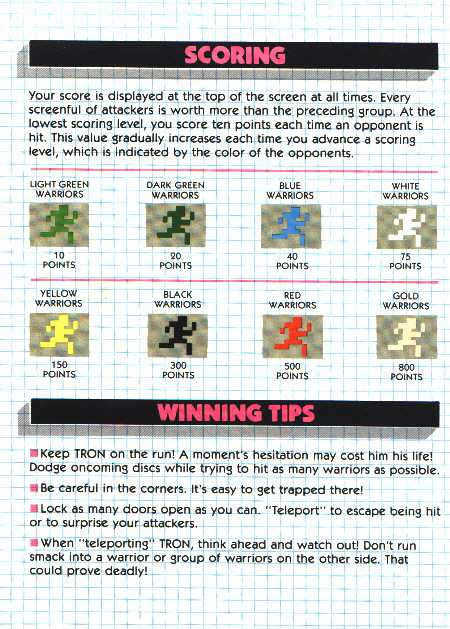 SCORING
Your score is displayed at the top of the screen at all times. Every
screenful of attackers is worth more than the preceding group. At the
lowest scoring level, you score ten points each time an opponent is
hit. This value gradually increases each time you advance a scoring
level, which is indicated by the color of the opponents.
LIGHT GREEN
WARRIORS
10
POINTS
DARK GREEN
WARRIORS
20
POINTS
BLUE
WARRIORS
40
POINTS
WHITE
WARRIORS
75
POINTS
YELLOW
WARRIORS
150
POINTS
BLACK
WARRIORS
300
POINTS
RED
WARRIORS
500
POINTS
GOLD
WARRIORS
800
POINTS
WINNING TIPS
Keep TRON on the run! A moment's hesitation may cost him his life!
Dodge oncoming discs while trying to hit as many warriors as possible.
Be careful in the corners. It's easy to get trapped there!
Lock as many doors open as you can. "Teleport" to escape being hit
or to surprise your attackers.
When "teleporting" TRON, think ahead and watch out! Don't run
smack into a warrior or group of warriors on the other side. That
could prove deadly!